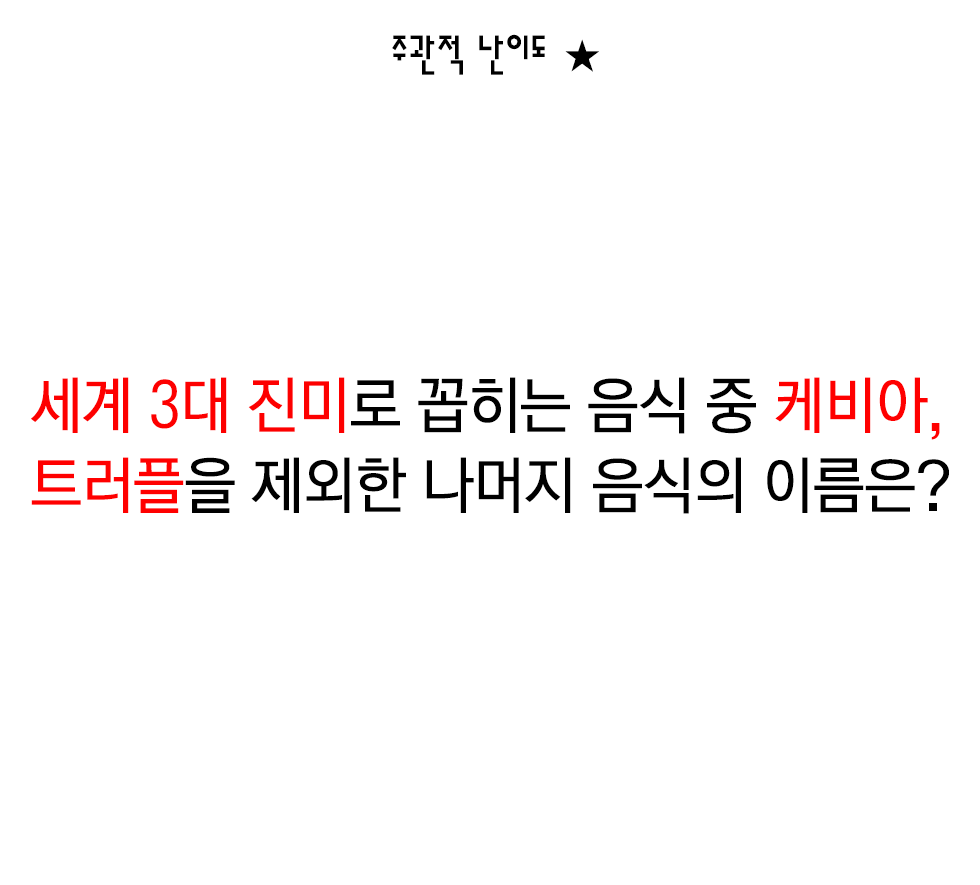 주관적 난이도 ★
세계 3대 진미로 꼽히는 음식 중 케비아,
트러플을 제외한 나머지 음식의 이름은?